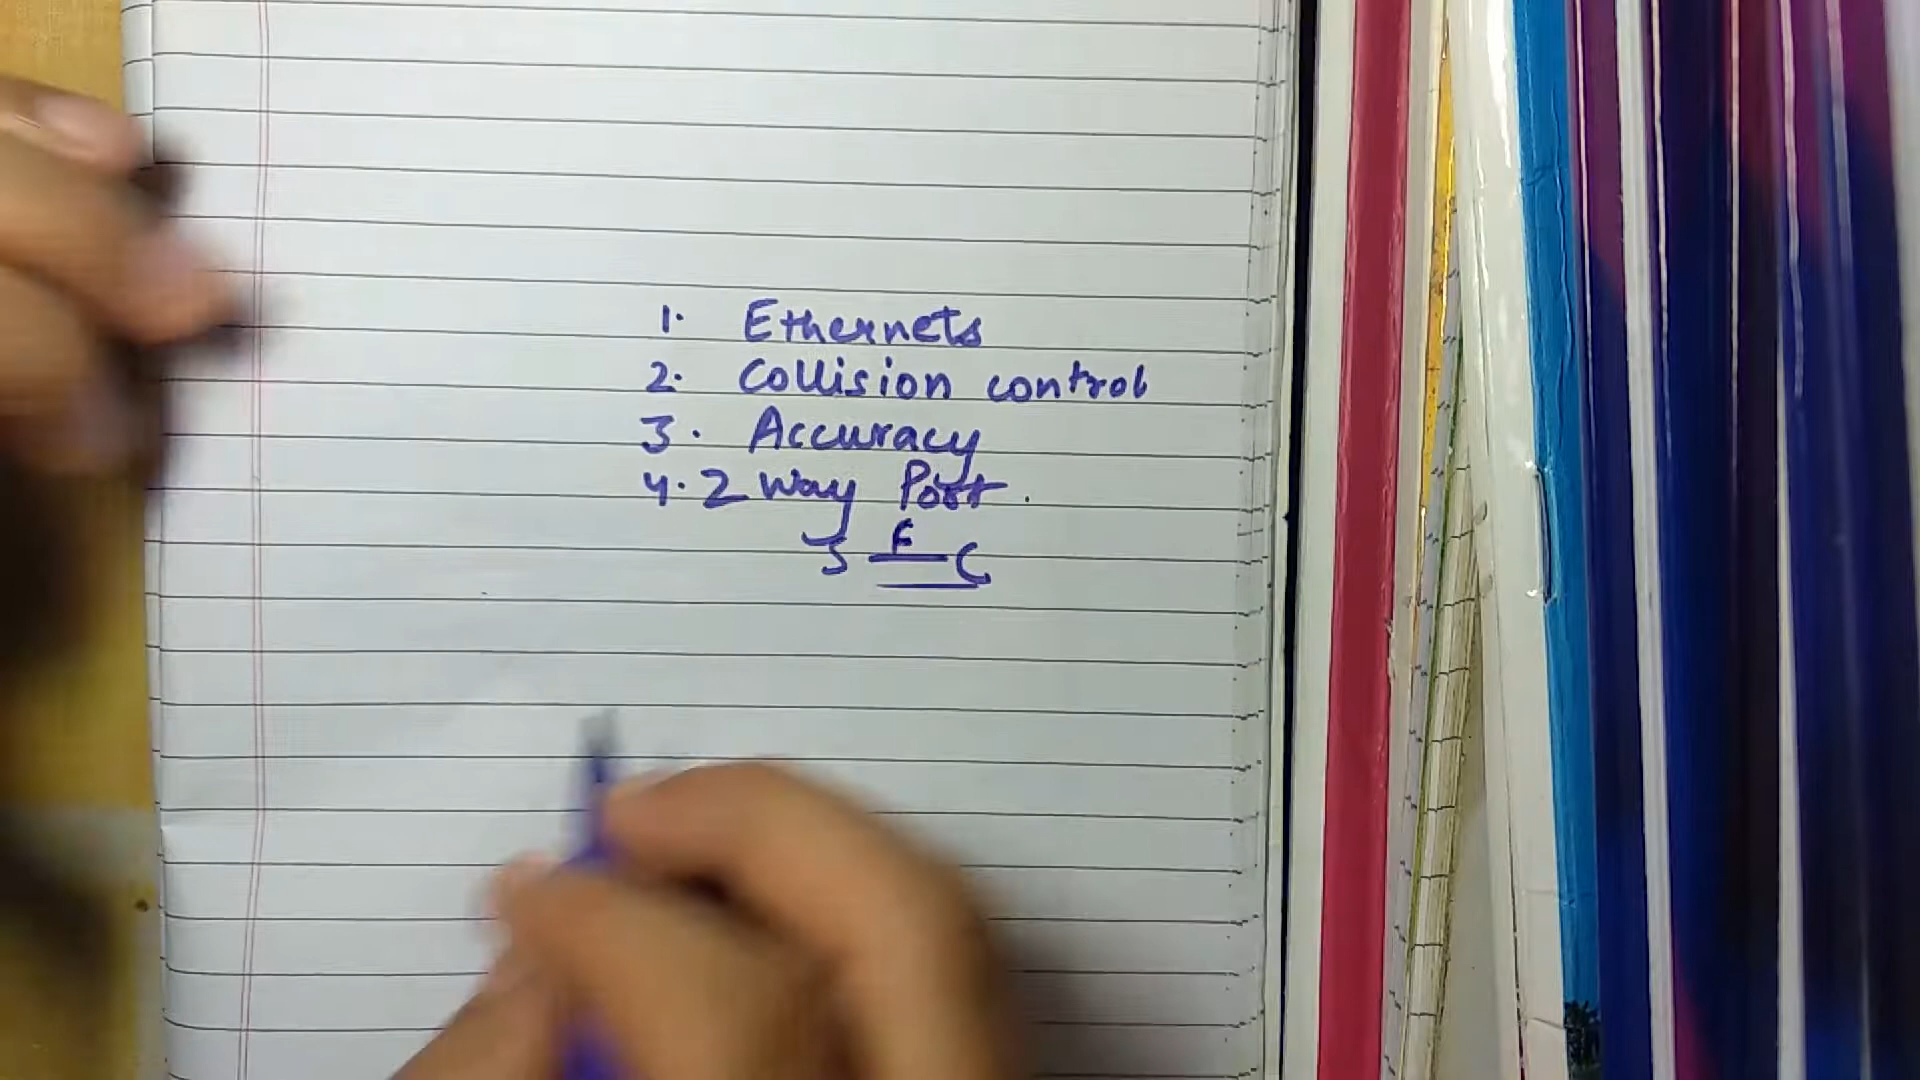 1. Ethernets
2. Collision control
3. Accuracy
4. 2 Way Port.
F